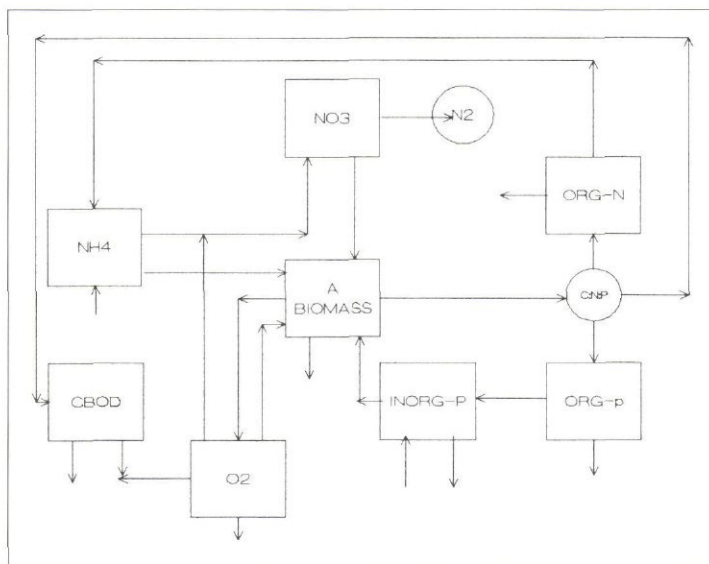 NO3
N2
ORG-N
NH4
A
BIOMASS
C:N:P
CBOD
INORG-P
ORG-p
O2